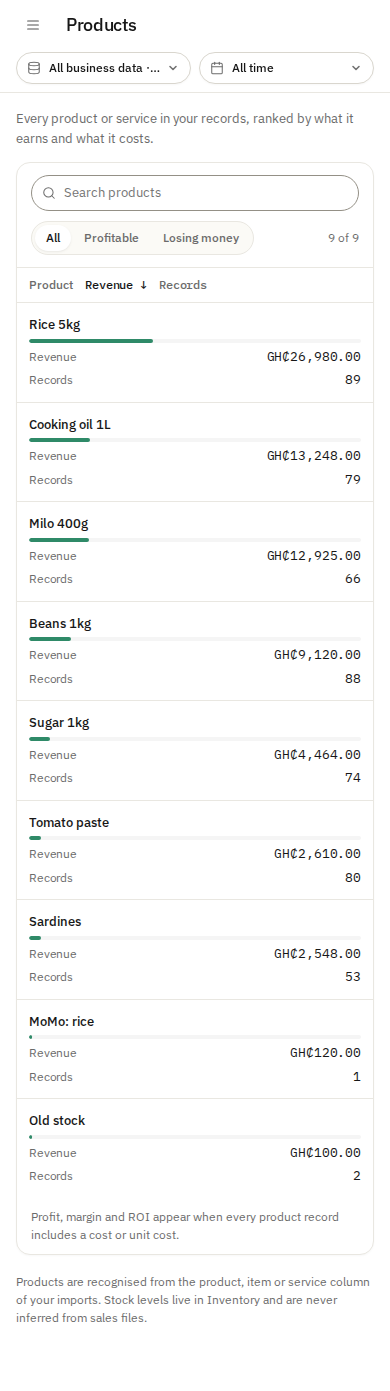 Products
All business data ·...
All time
Every product or service in your records, ranked by what it
earns and what it costs.
Search products
All Profitable Losing money 9 of 9
Product Revenue ↓ Records
Rice 5kg
Revenue GH₵26,980.00
Records 89
Cooking oil 1L
Revenue GH₵13,248.00
Records 79
Milo 400g
Revenue GH₵12,925.00
Records 66
Beans 1kg
Revenue GH₵9,120.00
Records 88
Sugar 1kg
Revenue GH₵4,464.00
Records 74
Tomato paste
Revenue GH₵2,610.00
Records 80
Sardines
Revenue GH₵2,548.00
Records 53
MoMo: rice
Revenue GH₵120.00
Records 1
Old stock
Revenue GH₵100.00
Records 2
Profit, margin and ROI appear when every product record
includes a cost or unit cost.
Products are recognised from the product, item or service column
of your imports. Stock levels live in Inventory and are never
inferred from sales files.